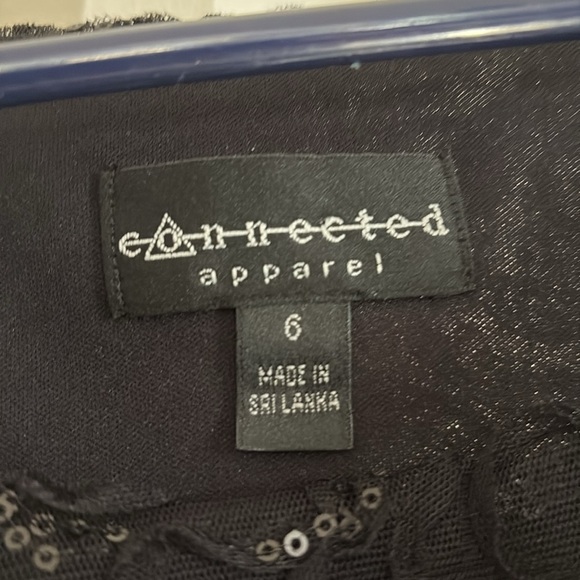 connected
apparel
6
MADE IN
SRI LANKA